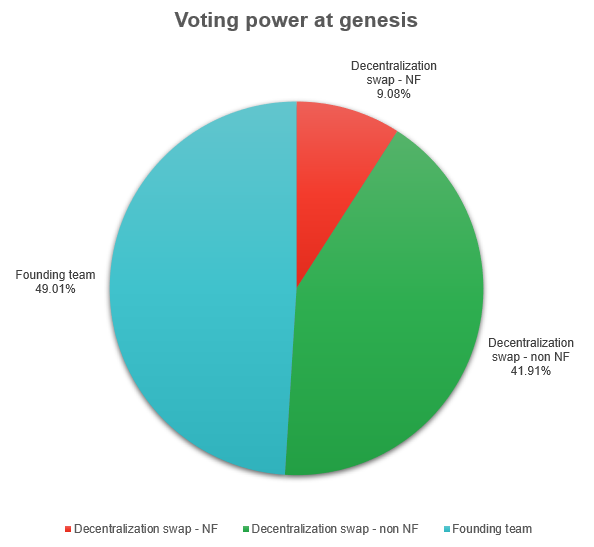 Voting power at genesis
Decentralization
swap - NF
9.08%
Founding team
49.01%
Decentralization
swap - non NF
41.91%
Decentralization swap - NF
Decentralization swap - non NF
Founding team